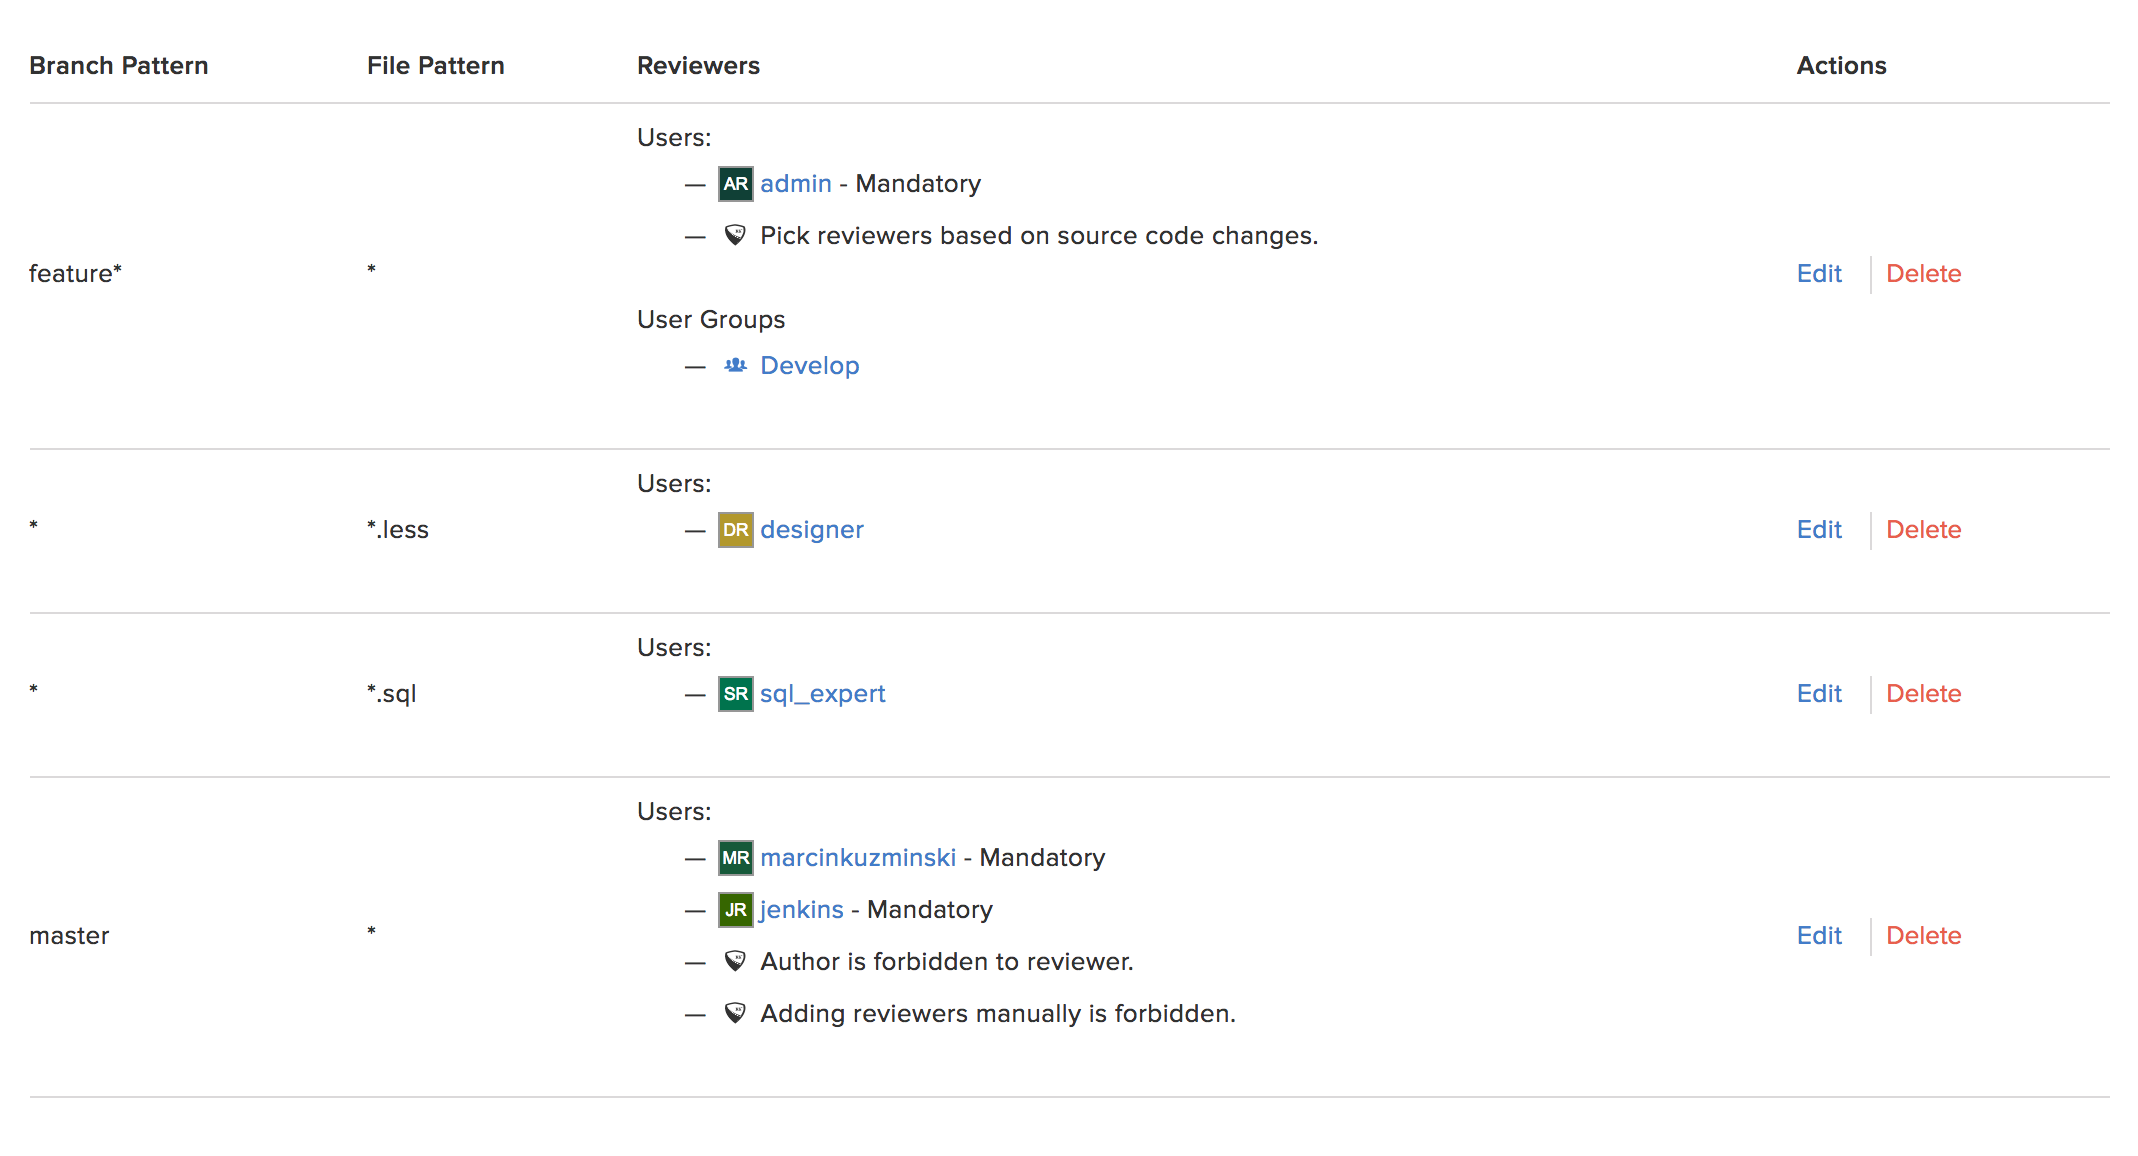 Branch Pattern File Pattern Reviewers Actions
Users:
— AR admin - Mandatory
— Pick reviewers based on source code changes.
feature* * Edit Delete
User Groups
— Develop
Users:
* *.less — DR designer Edit Delete
Users:
* *.sql — SR sql_expert Edit Delete
Users:
— MR marcinkuzminski - Mandatory
— JR jenkins - Mandatory
master * Edit Delete
— Author is forbidden to reviewer.
— Adding reviewers manually is forbidden.